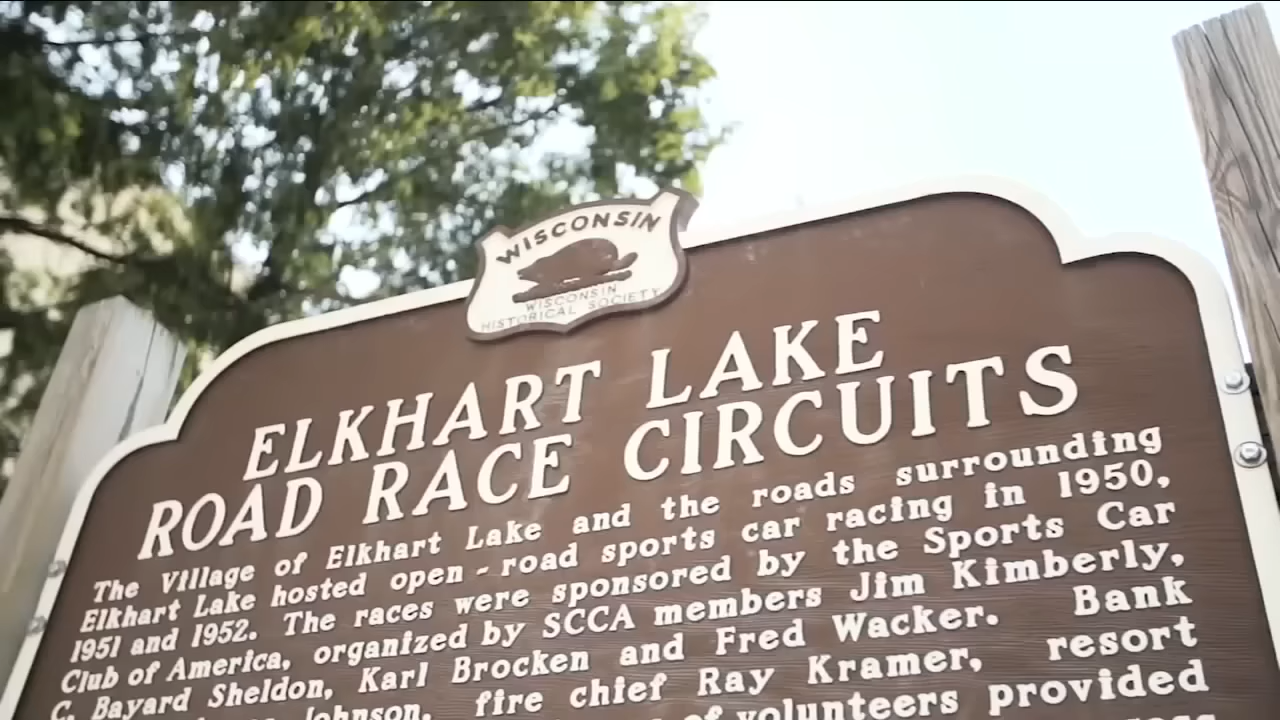 WISCONSIN
WISCONSIN
HISTORICAL SOCIETY
ELKHART LAKE
ROAD RACE CIRCUITS
The Village of Elkhart Lake and the roads surrounding
Elkhart Lake hosted open-road sports car racing in 1950,
1951 and 1952. The races were sponsored by the Sports Car
Club of America, organized by SCCA members Jim Kimberly,
C. Bayard Sheldon, Karl Brocken and Fred Wacker. Bank
Johnson, fire chief Ray Kramer, resort
of volunteers provided